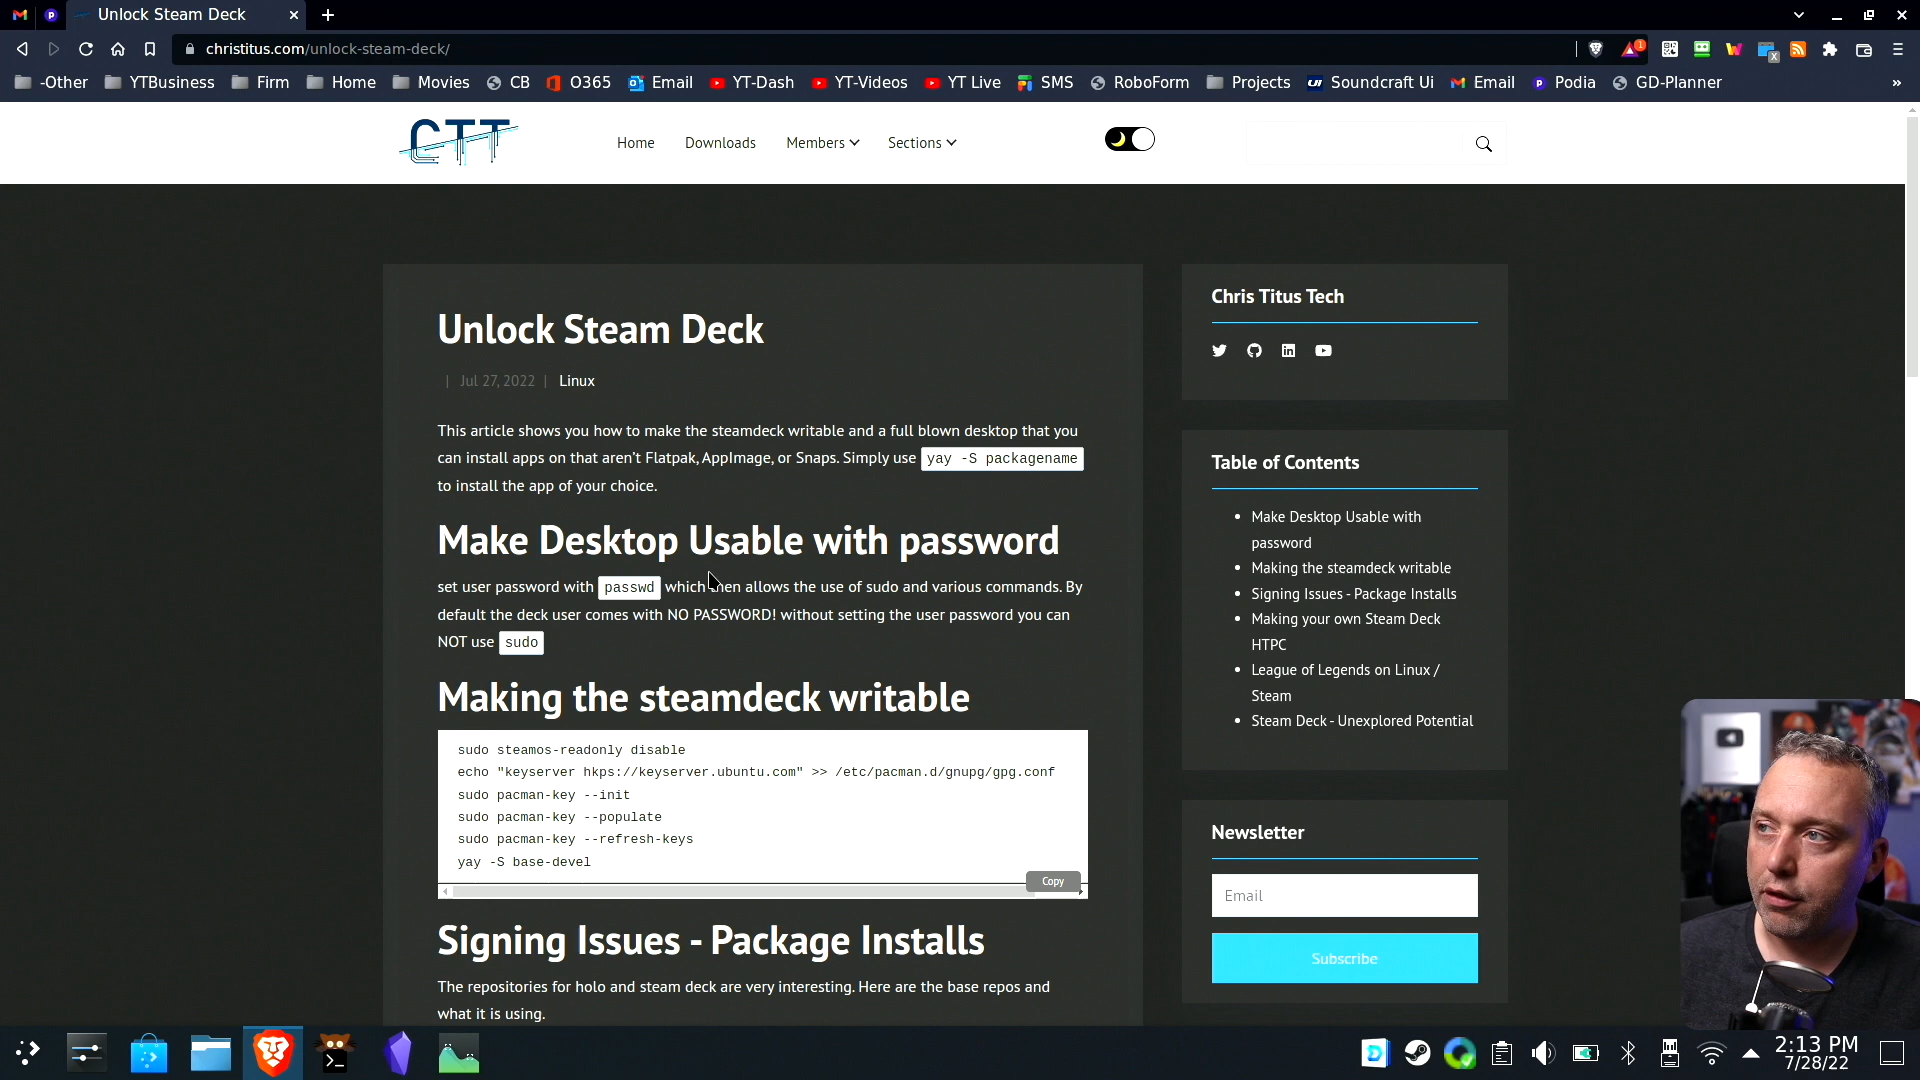 Unlock Steam Deck
christitus.com/unlock-steam-deck/
1
-Other
YTBusiness
Firm
Home
Movies
CB
O365
Email
YT-Dash
YT-Videos
YT Live
SMS
RoboForm
Projects
Soundcraft Ui
Email
Podia
GD-Planner
»
CTT
Home
Downloads
Members
Sections
Unlock Steam Deck
| Jul 27, 2022 | Linux
This article shows you how to make the steamdeck writable and a full blown desktop that you
can install apps on that aren't Flatpak, AppImage, or Snaps. Simply use yay -S packagename
to install the app of your choice.
Make Desktop Usable with password
set user password with passwd which then allows the use of sudo and various commands. By
default the deck user comes with NO PASSWORD! without setting the user password you can
NOT use sudo
Making the steamdeck writable
sudo steamos-readonly disable
echo "keyserver hkps://keyserver.ubuntu.com" >> /etc/pacman.d/gnupg/gpg.conf
sudo pacman-key --init
sudo pacman-key --populate
sudo pacman-key --refresh-keys
yay -S base-devel
Copy
Signing Issues - Package Installs
The repositories for holo and steam deck are very interesting. Here are the base repos and
what it is using.
Chris Titus Tech
Table of Contents
Make Desktop Usable with
password
Making the steamdeck writable
Signing Issues - Package Installs
Making your own Steam Deck
HTPC
League of Legends on Linux /
Steam
Steam Deck - Unexplored Potential
Newsletter
Email
Subscribe
2:13 PM
7/28/22